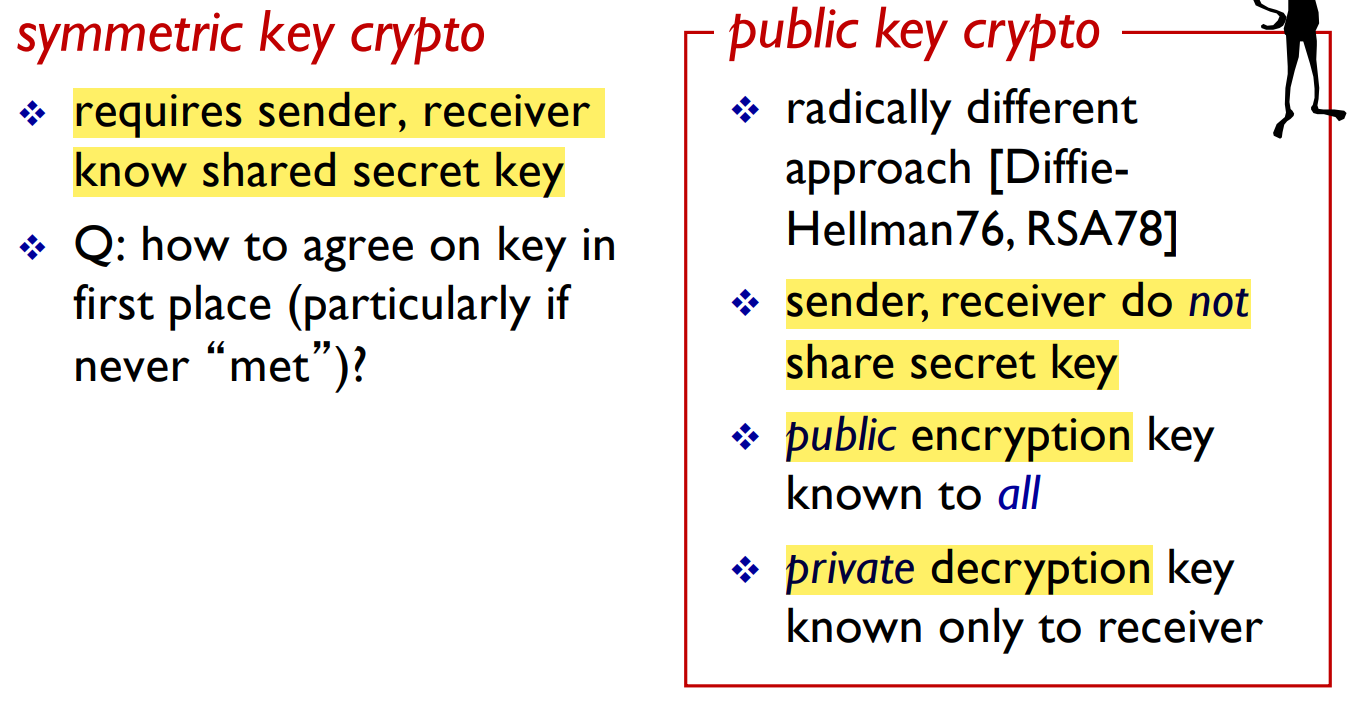 symmetric key crypto
❖ requires sender, receiver
know shared secret key
❖ Q: how to agree on key in
first place (particularly if
never “met”)?
public key crypto
❖ radically different
approach [Diffie-
Hellman76, RSA78]
❖ sender, receiver do not
share secret key
❖ public encryption key
known to all
❖ private decryption key
known only to receiver